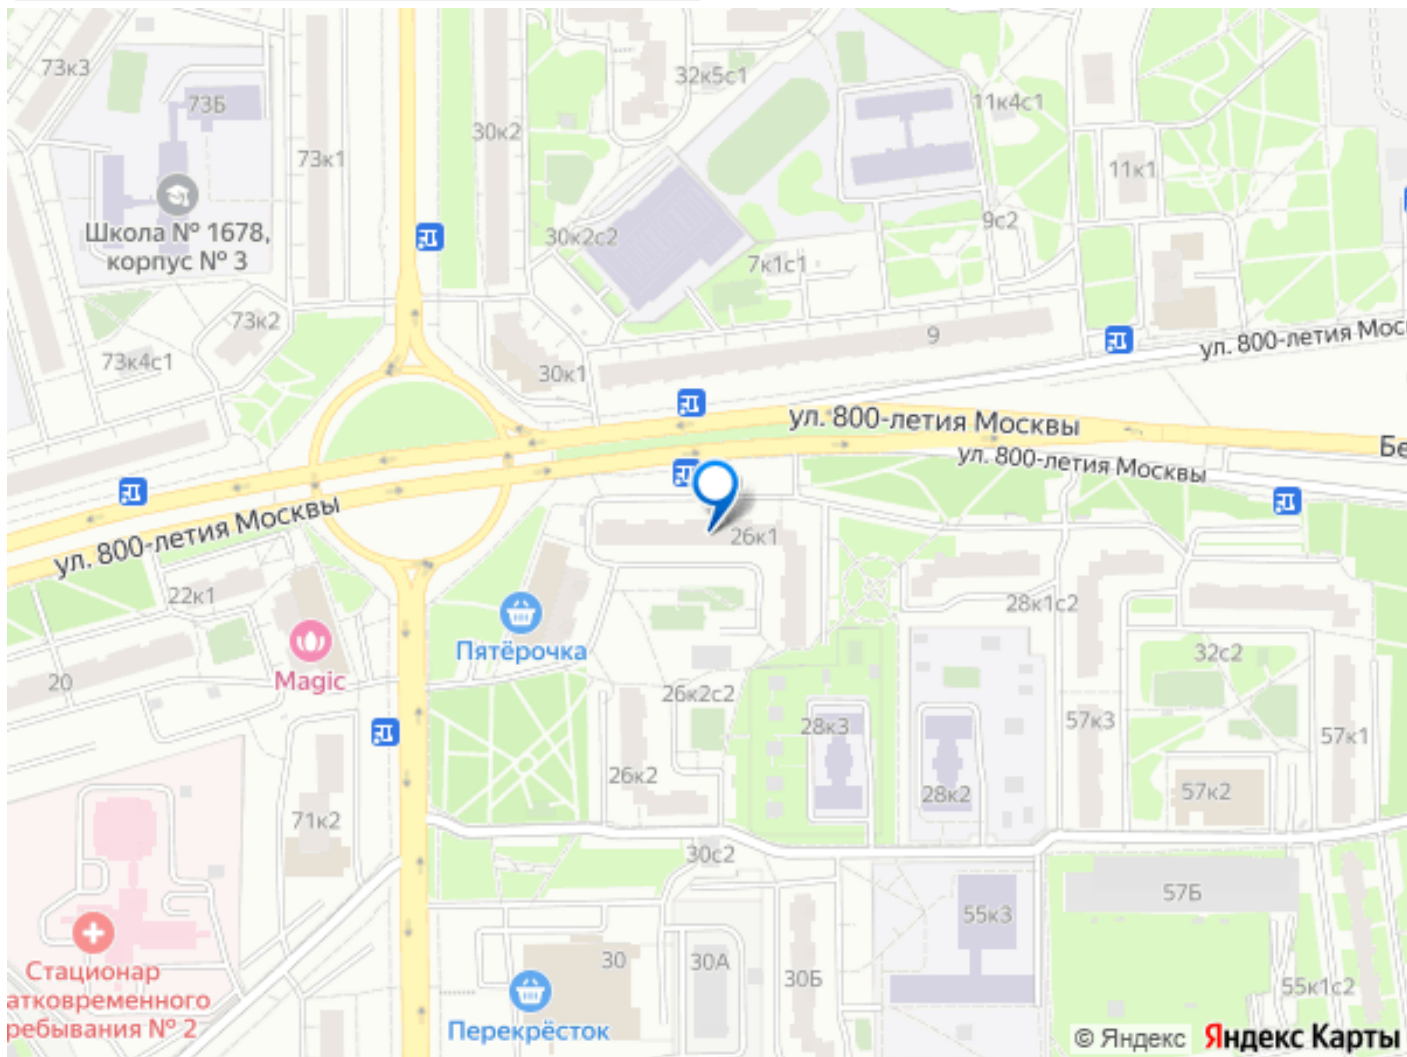 73к3
32к5с1
73Б
11к4с1
30к2
73к1
11к1
Школа № 1678,
корпус № 3
9с2
30к2с2
7к1с1
73к2
9
ул. 800-летия Моск
73к4с1
30к1
ул. 800-летия Москвы
Бе
ул. 800-летия Москвы
ул. 800-летия Москвы
26к1
22к1
28к1с2
Пятёрочка
32с2
20
Magic
26к2с2
28к3
57к3
57к1
26к2
28к2
57к2
71к2
30с2
57Б
55к3
30
30А
30Б
Стационар
атковременного
ребывания № 2
55к1с2
Перекрёсток
© Яндекс Яндекс Карты